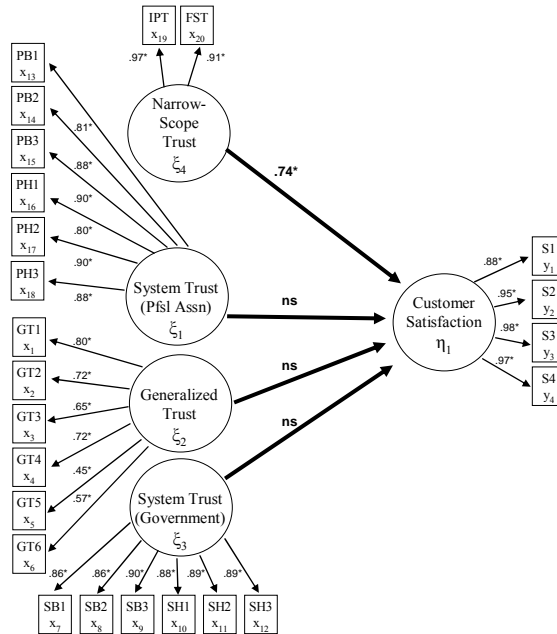 IPT
x19
FST
x20
.97*
.91*
PB1
x13
PB2
x14
PB3
x15
PH1
x16
PH2
x17
PH3
x18
.81*
.88*
.90*
.80*
.90*
.88*
Narrow-
Scope
Trust
ξ4
.74*
System Trust
(Pfsl Assn)
ξ1
ns
GT1
x1
GT2
x2
GT3
x3
GT4
x4
GT5
x5
GT6
x6
.80*
.72*
.65*
.72*
.45*
.57*
Generalized
Trust
ξ2
ns
System Trust
(Government)
ξ3
ns
.86*
.86*
.90*
.88*
.89*
.89*
SB1
x7
SB2
x8
SB3
x9
SH1
x10
SH2
x11
SH3
x12
Customer
Satisfaction
η1
.88*
.95*
.98*
.97*
S1
y1
S2
y2
S3
y3
S4
y4